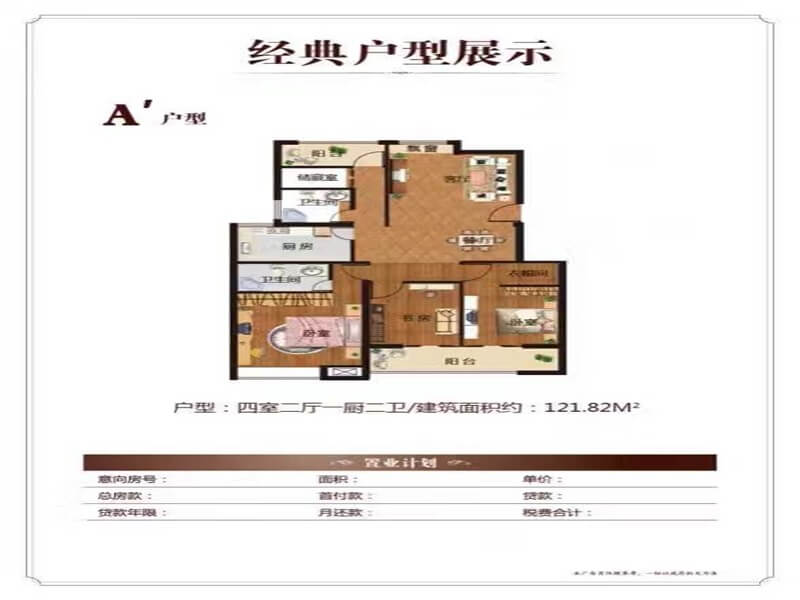 经典户型展示
A′户型
阳台
飘窗
储藏室
客厅
卫生间
餐厅
厨房
卫生间
衣帽间
卧室
书房
卧室
阳台
户型：四室二厅一厨二卫/建筑面积约：121.82M²
置业计划
意向房号： 面积： 单价：
总房款： 首付款： 贷款：
贷款年限： 月还款： 税费合计：